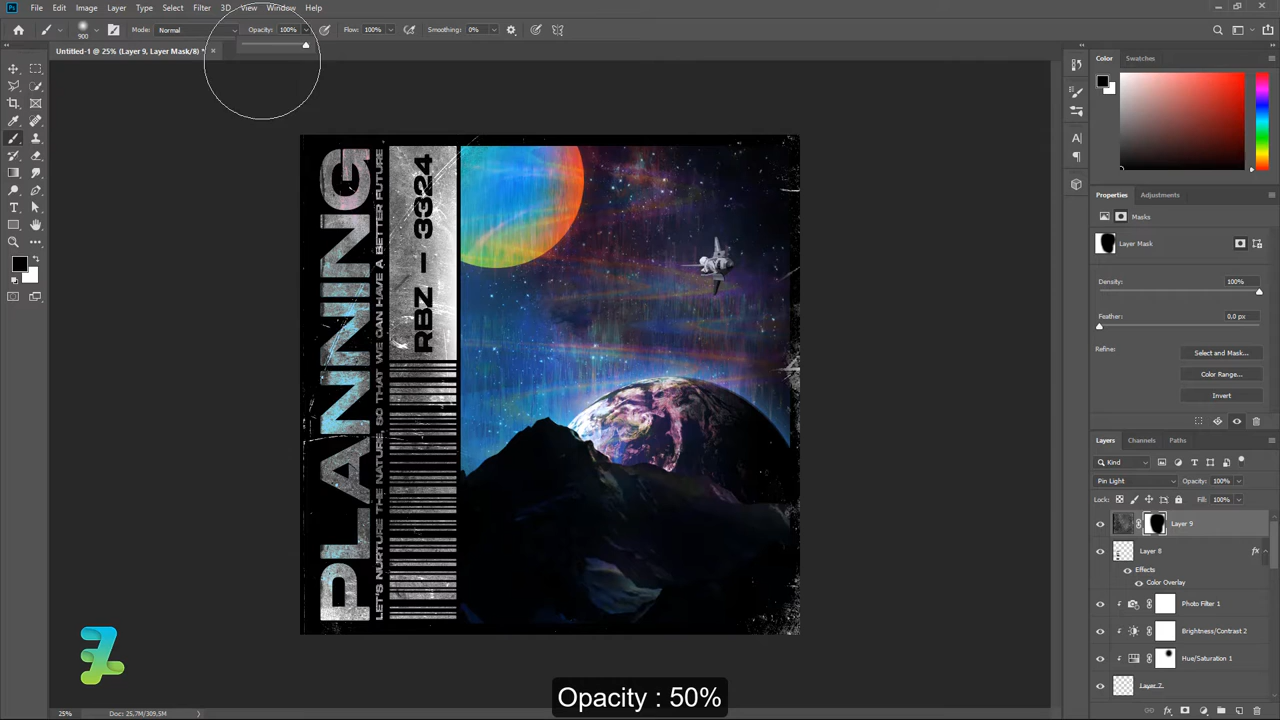 File Edit Image Layer Type Select Filter 3D View Window Help
900 Mode: Normal Opacity: 100% Flow: 100% Smoothing: 0%
Untitled-1 @ 25% (Layer 9, Layer Mask/8) *
PLANNING
LET'S NURTURE THE NATURE, SO THAT WE CAN HAVE A BETTER FUTURE
RBZ – 3324
Color Swatches
Properties Adjustments
Masks
Layer Mask
Density: 100%
Feather: 0,0 px
Refine:
Select and Mask...
Color Range...
Invert
Layers Channels Paths
Kind
Pin Light Opacity: 100%
Lock: Fill: 100%
Layer 9
Layer 8
Effects
Color Overlay
Photo Filter 1
Brightness/Contrast 2
Hue/Saturation 1
Layer 7
Opacity : 50%
25% Doc: 25,7M/309,5M